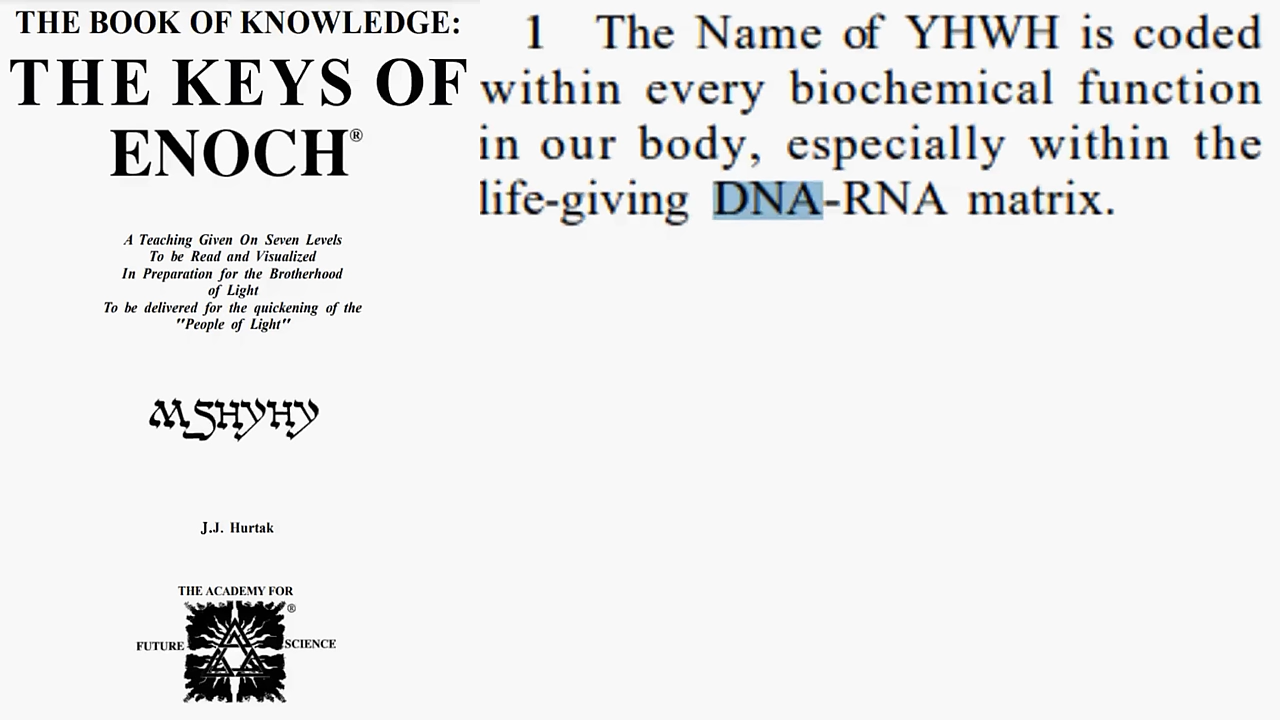 THE BOOK OF KNOWLEDGE:
THE KEYS OF
ENOCH®
A Teaching Given On Seven Levels
To be Read and Visualized
In Preparation for the Brotherhood
of Light
To be delivered for the quickening of the
"People of Light"
MSHYHY
J.J. Hurtak
THE ACADEMY FOR
®
FUTURE SCIENCE
1 The Name of YHWH is coded
within every biochemical function
in our body, especially within the
life-giving DNA-RNA matrix.